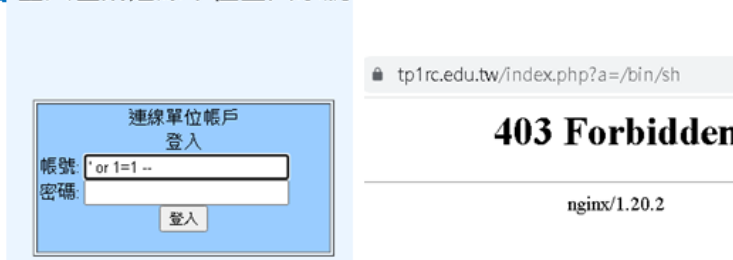 連線單位帳戶
登入
帳號: ' or 1=1 --
密碼:
登入
tp1rc.edu.tw/index.php?a=/bin/sh
403 Forbidden
nginx/1.20.2